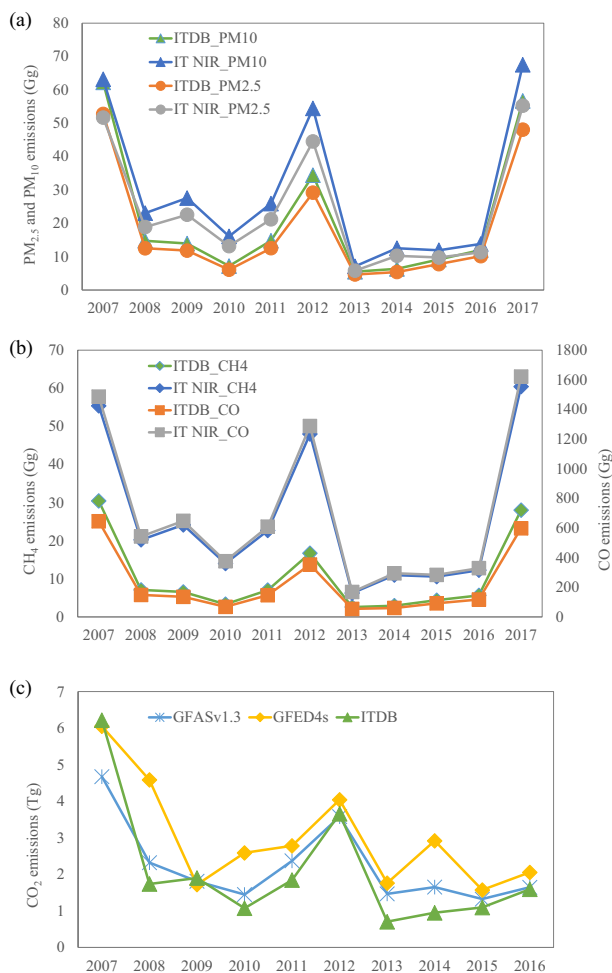 (a)
ITDB_PM10
IT NIR_PM10
ITDB_PM2.5
IT NIR_PM2.5
PM2.5 and PM10 emissions (Gg)
80
70
60
50
40
30
20
10
0
2007 2008 2009 2010 2011 2012 2013 2014 2015 2016 2017
(b)
ITDB_CH4
IT NIR_CH4
ITDB_CO
IT NIR_CO
CH4 emissions (Gg)
70
60
50
40
30
20
10
0
1800
1600
1400
1200
1000
800
600
400
200
0
CO emissions (Gg)
2007 2008 2009 2010 2011 2012 2013 2014 2015 2016 2017
(c)
GFASv1.3 GFED4s ITDB
CO2 emissions (Tg)
7
6
5
4
3
2
1
0
2007 2008 2009 2010 2011 2012 2013 2014 2015 2016